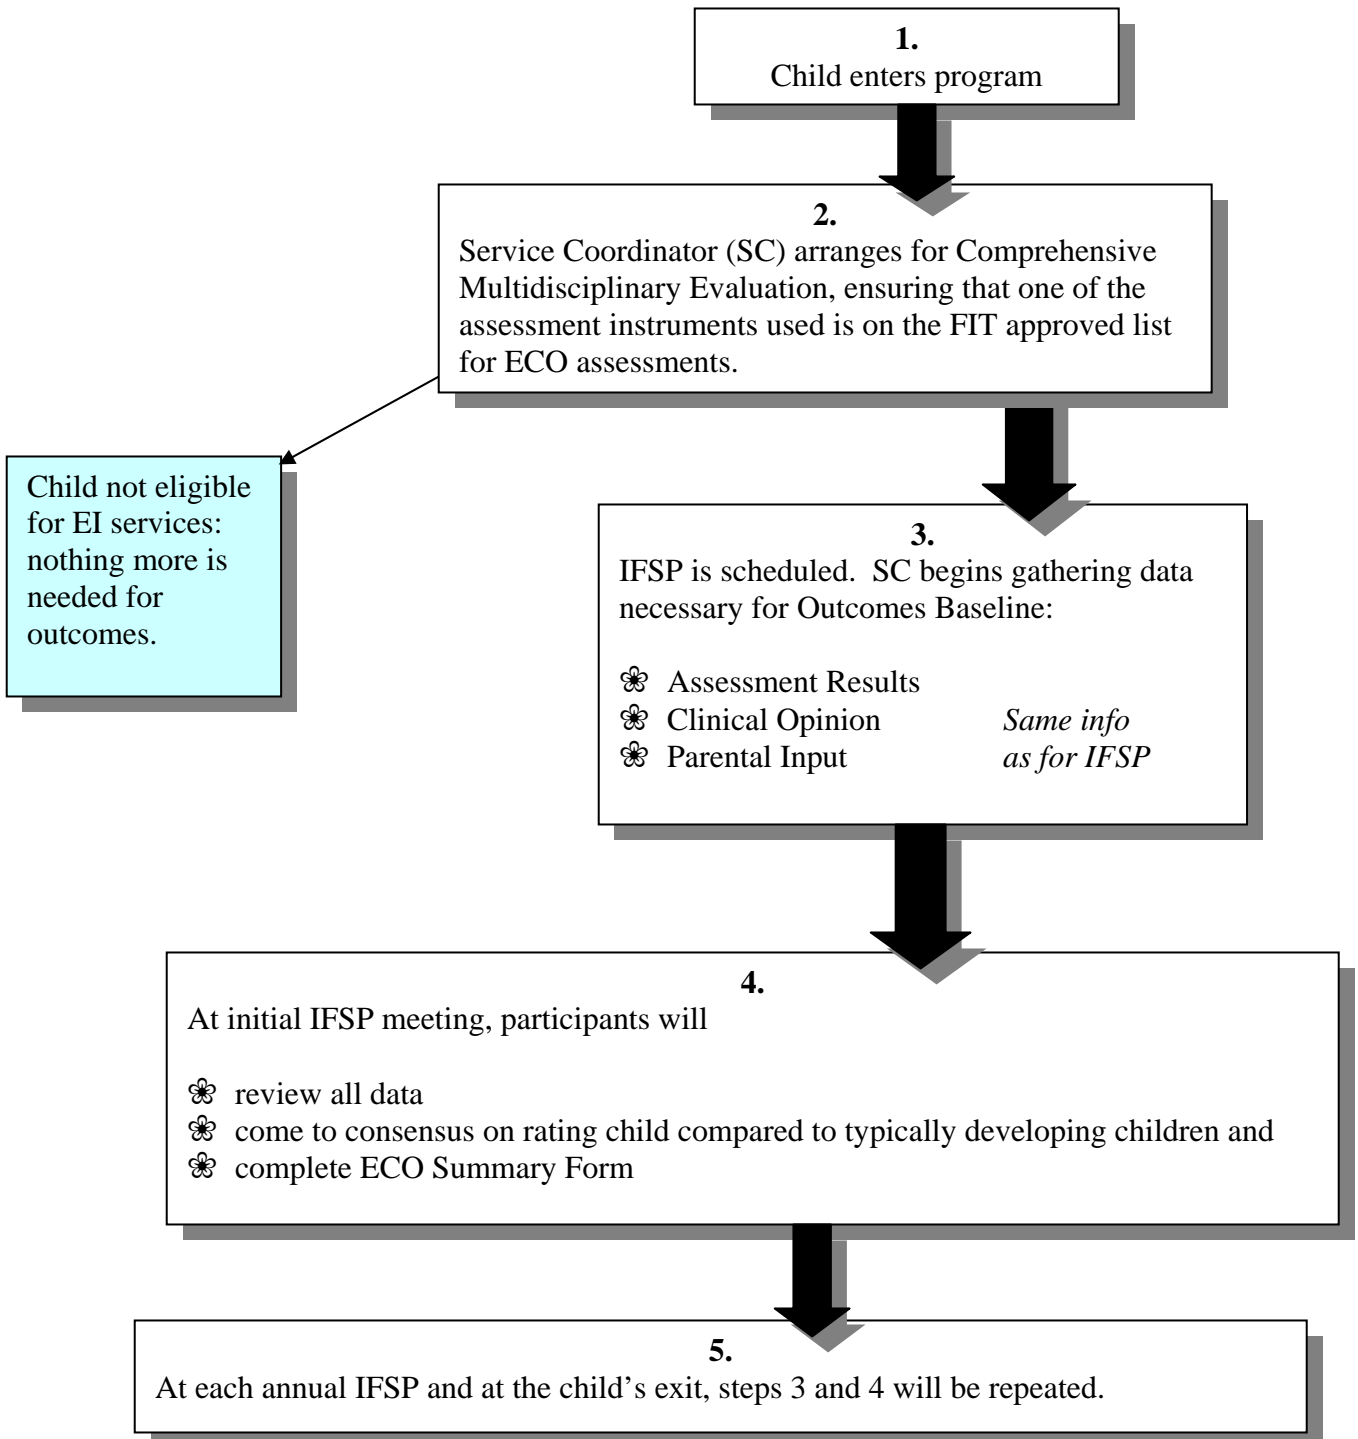 1.
Child enters program
2.
Service Coordinator (SC) arranges for Comprehensive
Multidisciplinary Evaluation, ensuring that one of the
assessment instruments used is on the FIT approved list
for ECO assessments.
Child not eligible
for EI services:
nothing more is
needed for
outcomes.
3.
IFSP is scheduled.  SC begins gathering data
necessary for Outcomes Baseline:
❀ Assessment Results
❀ Clinical Opinion Same info
❀ Parental Input as for IFSP
4.
At initial IFSP meeting, participants will
❀ review all data
❀ come to consensus on rating child compared to typically developing children and
❀ complete ECO Summary Form
5.
At each annual IFSP and at the child’s exit, steps 3 and 4 will be repeated.